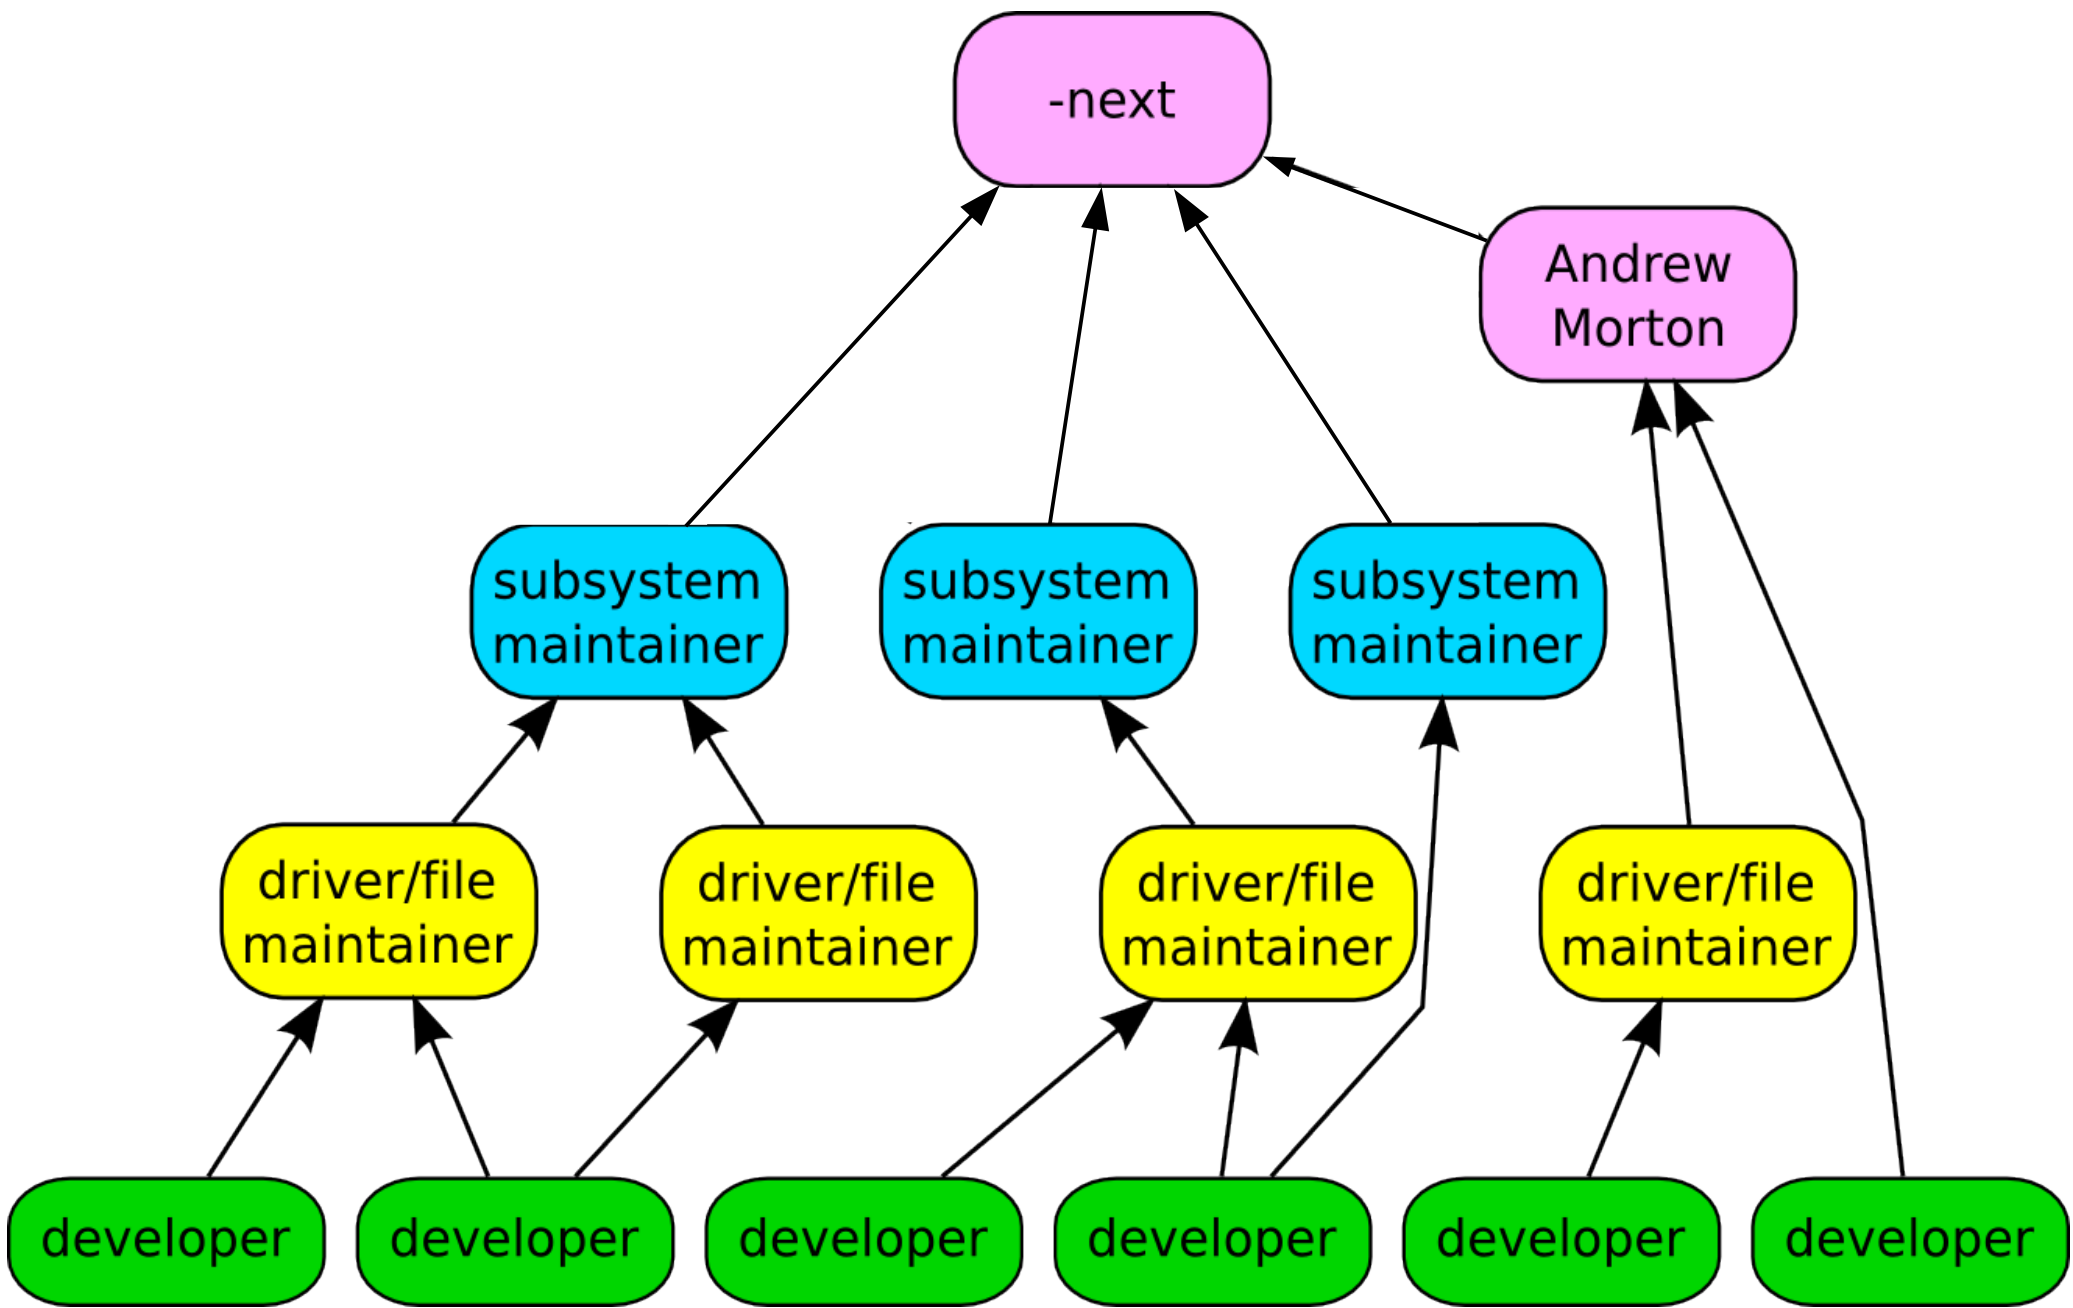 -next
Andrew
Morton
subsystem
maintainer
subsystem
maintainer
subsystem
maintainer
driver/file
maintainer
driver/file
maintainer
driver/file
maintainer
driver/file
maintainer
developer
developer
developer
developer
developer
developer